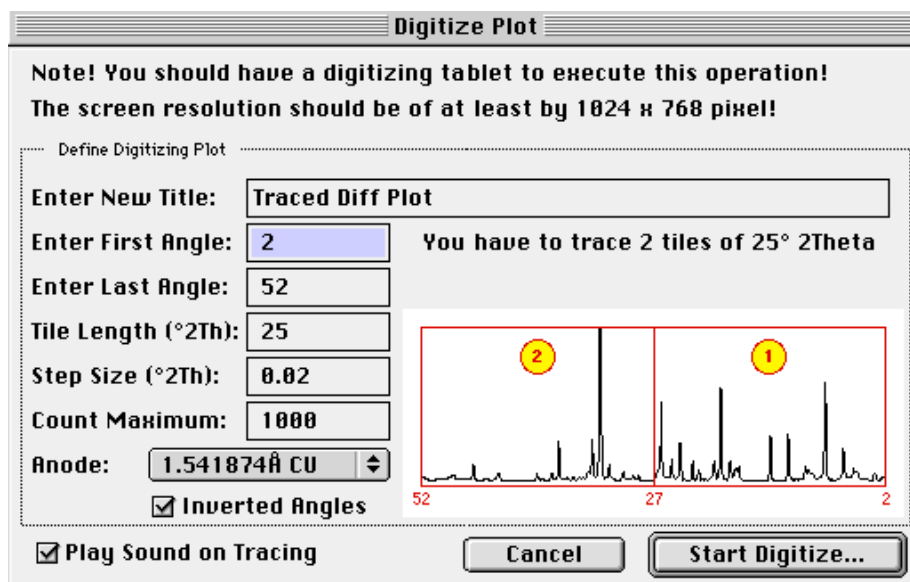 Digitize Plot
Note! You should have a digitizing tablet to execute this operation!
The screen resolution should be of at least by 1024 x 768 pixel!
Define Digitizing Plot
Enter New Title: Traced Diff Plot
Enter First Angle: 2 You have to trace 2 tiles of 25° 2Theta
Enter Last Angle: 52
Tile Length (°2Th): 25
Step Size (°2Th): 0.02
Count Maximum: 1000
Anode: 1.541874Å CU
Inverted Angles
2 1
52 27 2
Play Sound on Tracing
Cancel Start Digitize...